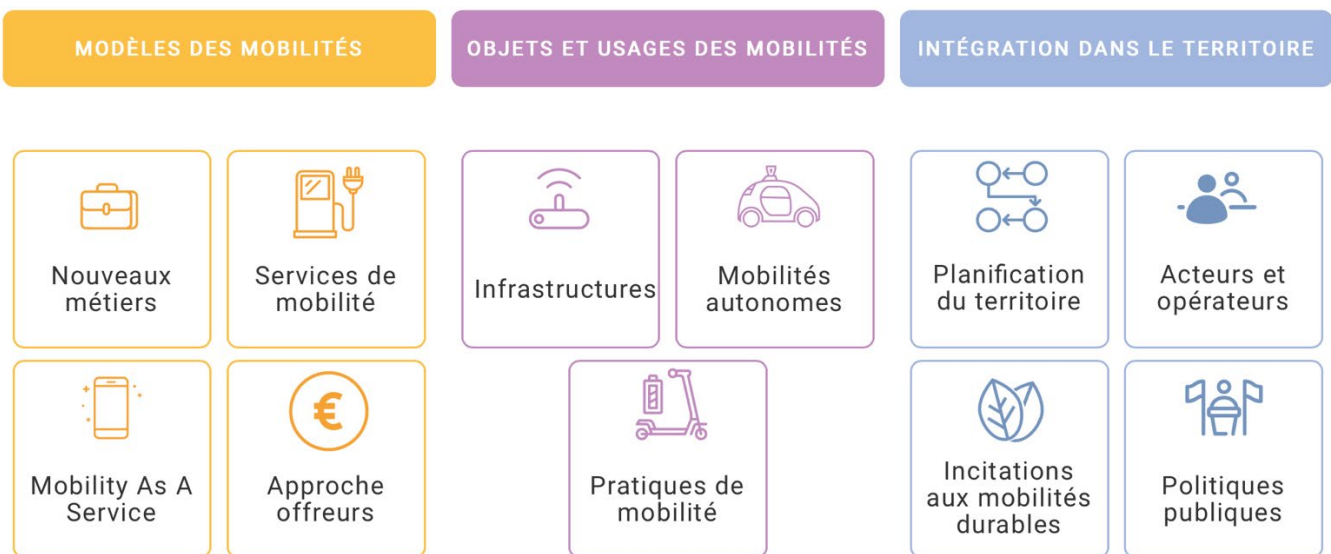 MODÈLES DES MOBILITÉS
OBJETS ET USAGES DES MOBILITÉS
INTÉGRATION DANS LE TERRITOIRE
Nouveaux
métiers
Services de
mobilité
Infrastructures
Mobilités
autonomes
Planification
du territoire
Acteurs et
opérateurs
Mobility As A
Service
€
Approche
offreurs
Pratiques de
mobilité
Incitations
aux mobilités
durables
Politiques
publiques